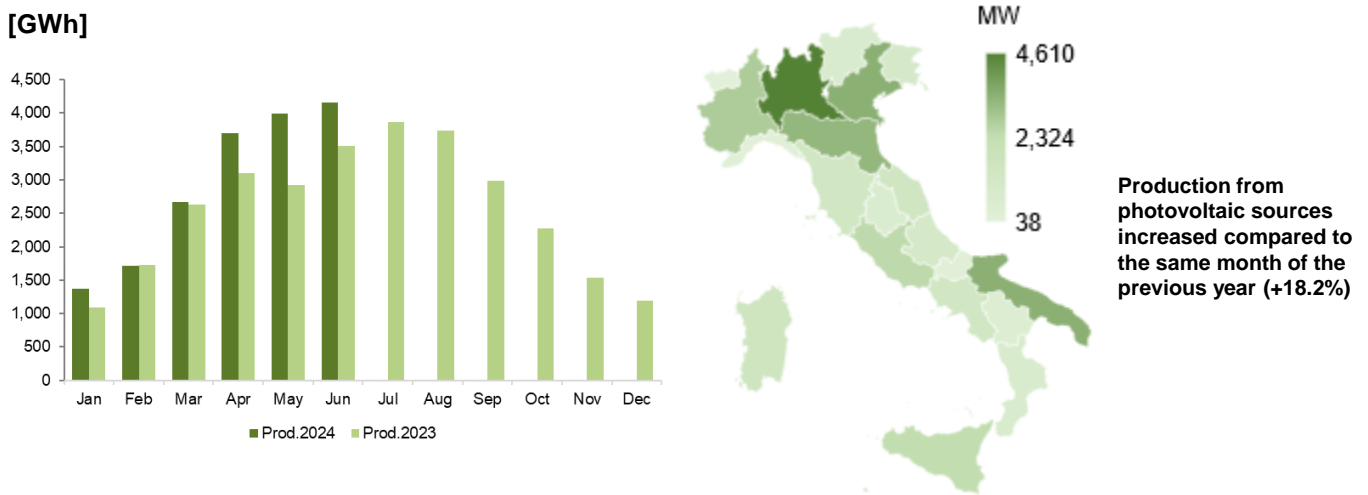 [GWh]
4,500
4,000
3,500
3,000
2,500
2,000
1,500
1,000
500
0
Jan Feb Mar Apr May Jun Jul Aug Sep Oct Nov Dec
Prod.2024 Prod.2023
MW
4,610
2,324
38
Production from
photovoltaic sources
increased compared to
the same month of the
previous year (+18.2%)